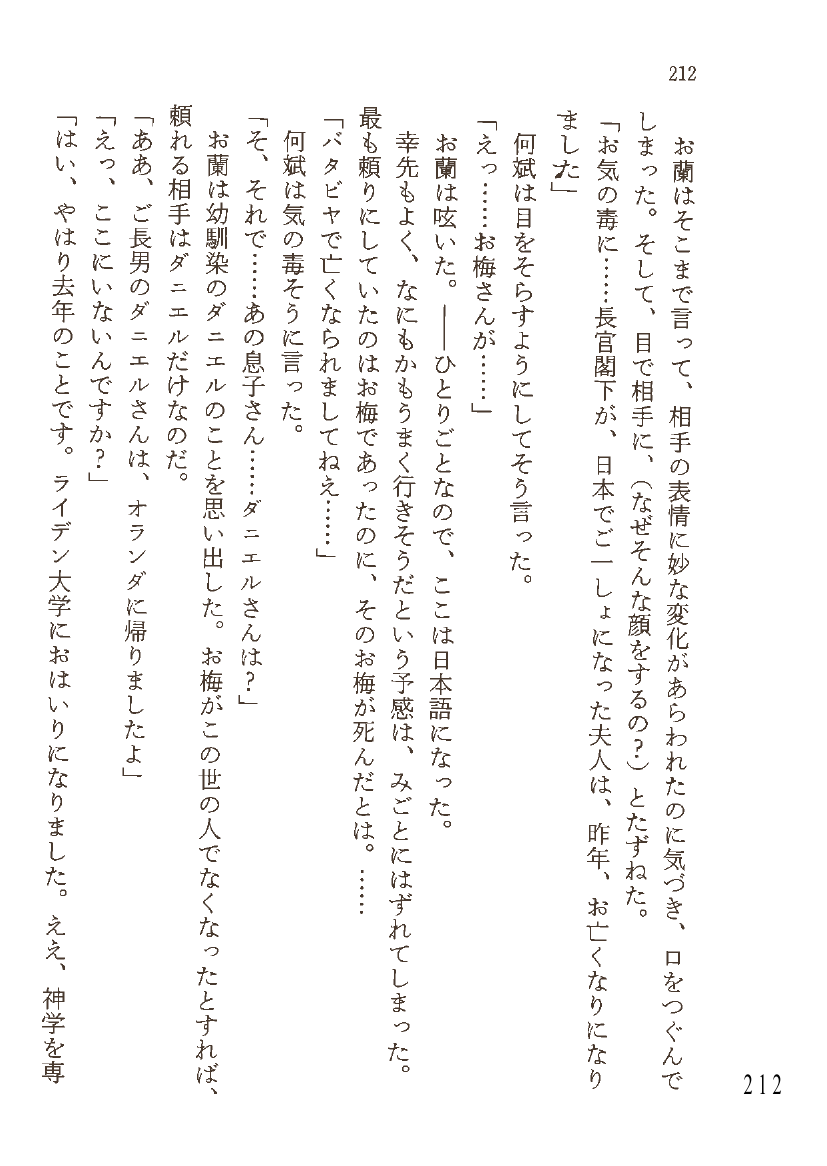 212
　お蘭はそこまで言って、相手の表情に妙な変化があらわれたのに気づき、口をつぐんで
しまった。そして、目で相手に、（なぜそんな顔をするの？）とたずねた。
「お気の毒に……長官閣下が、日本でご一しょになった夫人は、昨年、お亡くなりになり
ました」
　何斌は目をそらすようにしてそう言った。
「えっ……お梅さんが……」
　お蘭は呟いた。――ひとりごとなので、ここは日本語になった。
　幸先もよく、なにもかもうまく行きそうだという予感は、みごとにはずれてしまった。
最も頼りにしていたのはお梅であったのに、そのお梅が死んだとは。……
「バタビヤで亡くなられましてねえ……」
　何斌は気の毒そうに言った。
「そ、それで……あの息子さん……ダニエルさんは？」
　お蘭は幼馴染のダニエルのことを思い出した。お梅がこの世の人でなくなったとすれば、
頼れる相手はダニエルだけなのだ。
「ああ、ご長男のダニエルさんは、オランダに帰りましたよ」
「えっ、ここにいないんですか？」
「はい、やはり去年のことです。ライデン大学におはいりになりました。ええ、神学を専
212